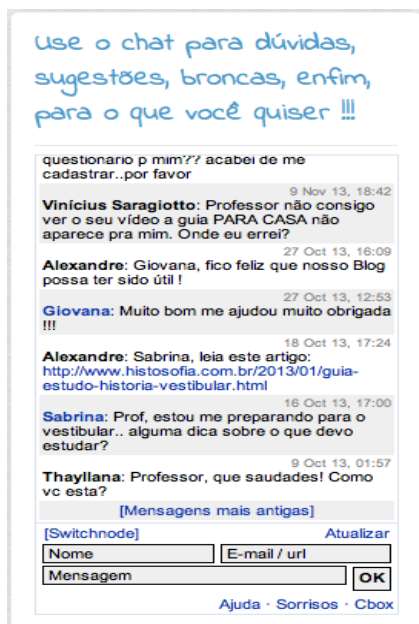 Use o chat para dúvidas,
sugestões, broncas, enfim,
para o que você quiser !!!
questionario p mim?? acabei de me
cadastrar..por favor
9 Nov 13, 18:42
Vinícius Saragiotto: Professor não consigo
ver o seu vídeo a guia PARA CASA não
aparece pra mim. Onde eu errei?
27 Oct 13, 16:09
Alexandre: Giovana, fico feliz que nosso Blog
possa ter sido útil !
27 Oct 13, 12:53
Giovana: Muito bom me ajudou muito obrigada
!!!
18 Oct 13, 17:24
Alexandre: Sabrina, leia este artigo:
http://www.histosofia.com.br/2013/01/guia-
estudo-historia-vestibular.html
16 Oct 13, 17:00
Sabrina: Prof, estou me preparando para o
vestibular.. alguma dica sobre o que devo
estudar?
9 Oct 13, 01:57
Thayllana: Professor, que saudades! Como
vc esta?
[Mensagens mais antigas]
[Switchnode] Atualizar
Nome E-mail / url
Mensagem OK
Ajuda · Sorrisos · Cbox